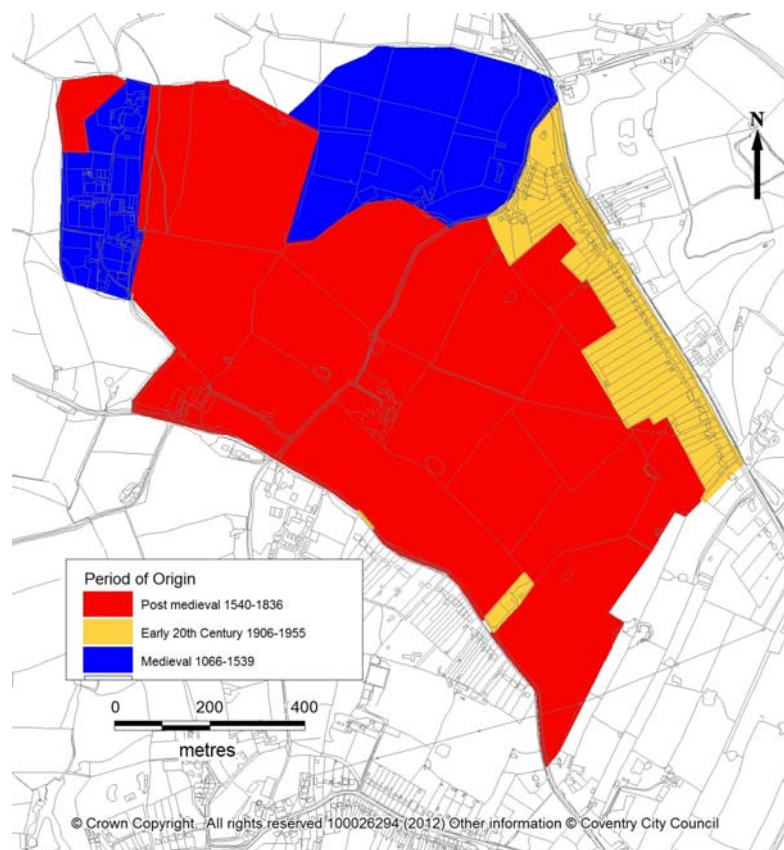 N
Period of Origin
Post medieval 1540-1836
Early 20th Century 1906-1955
Medieval 1066-1539
0 200 400
metres
© Crown Copyright. All rights reserved 100026294 (2012) Other information © Coventry City Council